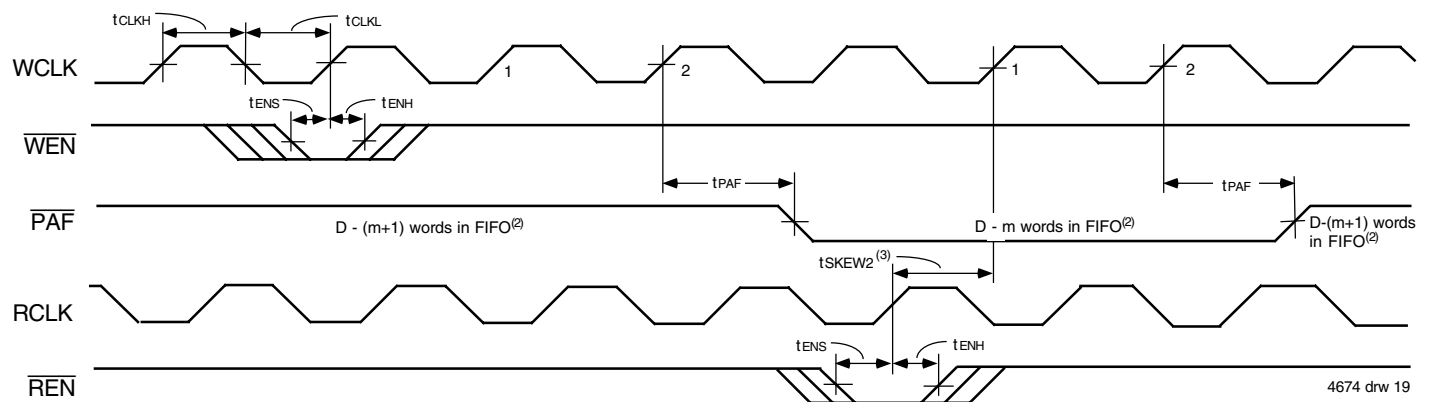 tCLKH
tCLKL
WCLK
1
2
1
2
tENS
tENH
WEN
tPAF
tPAF
PAF
D - (m+1) words in FIFO(2)
D - m words in FIFO(2)
D-(m+1) words
in FIFO(2)
tSKEW2 (3)
RCLK
tENS
tENH
REN
4674 drw 19